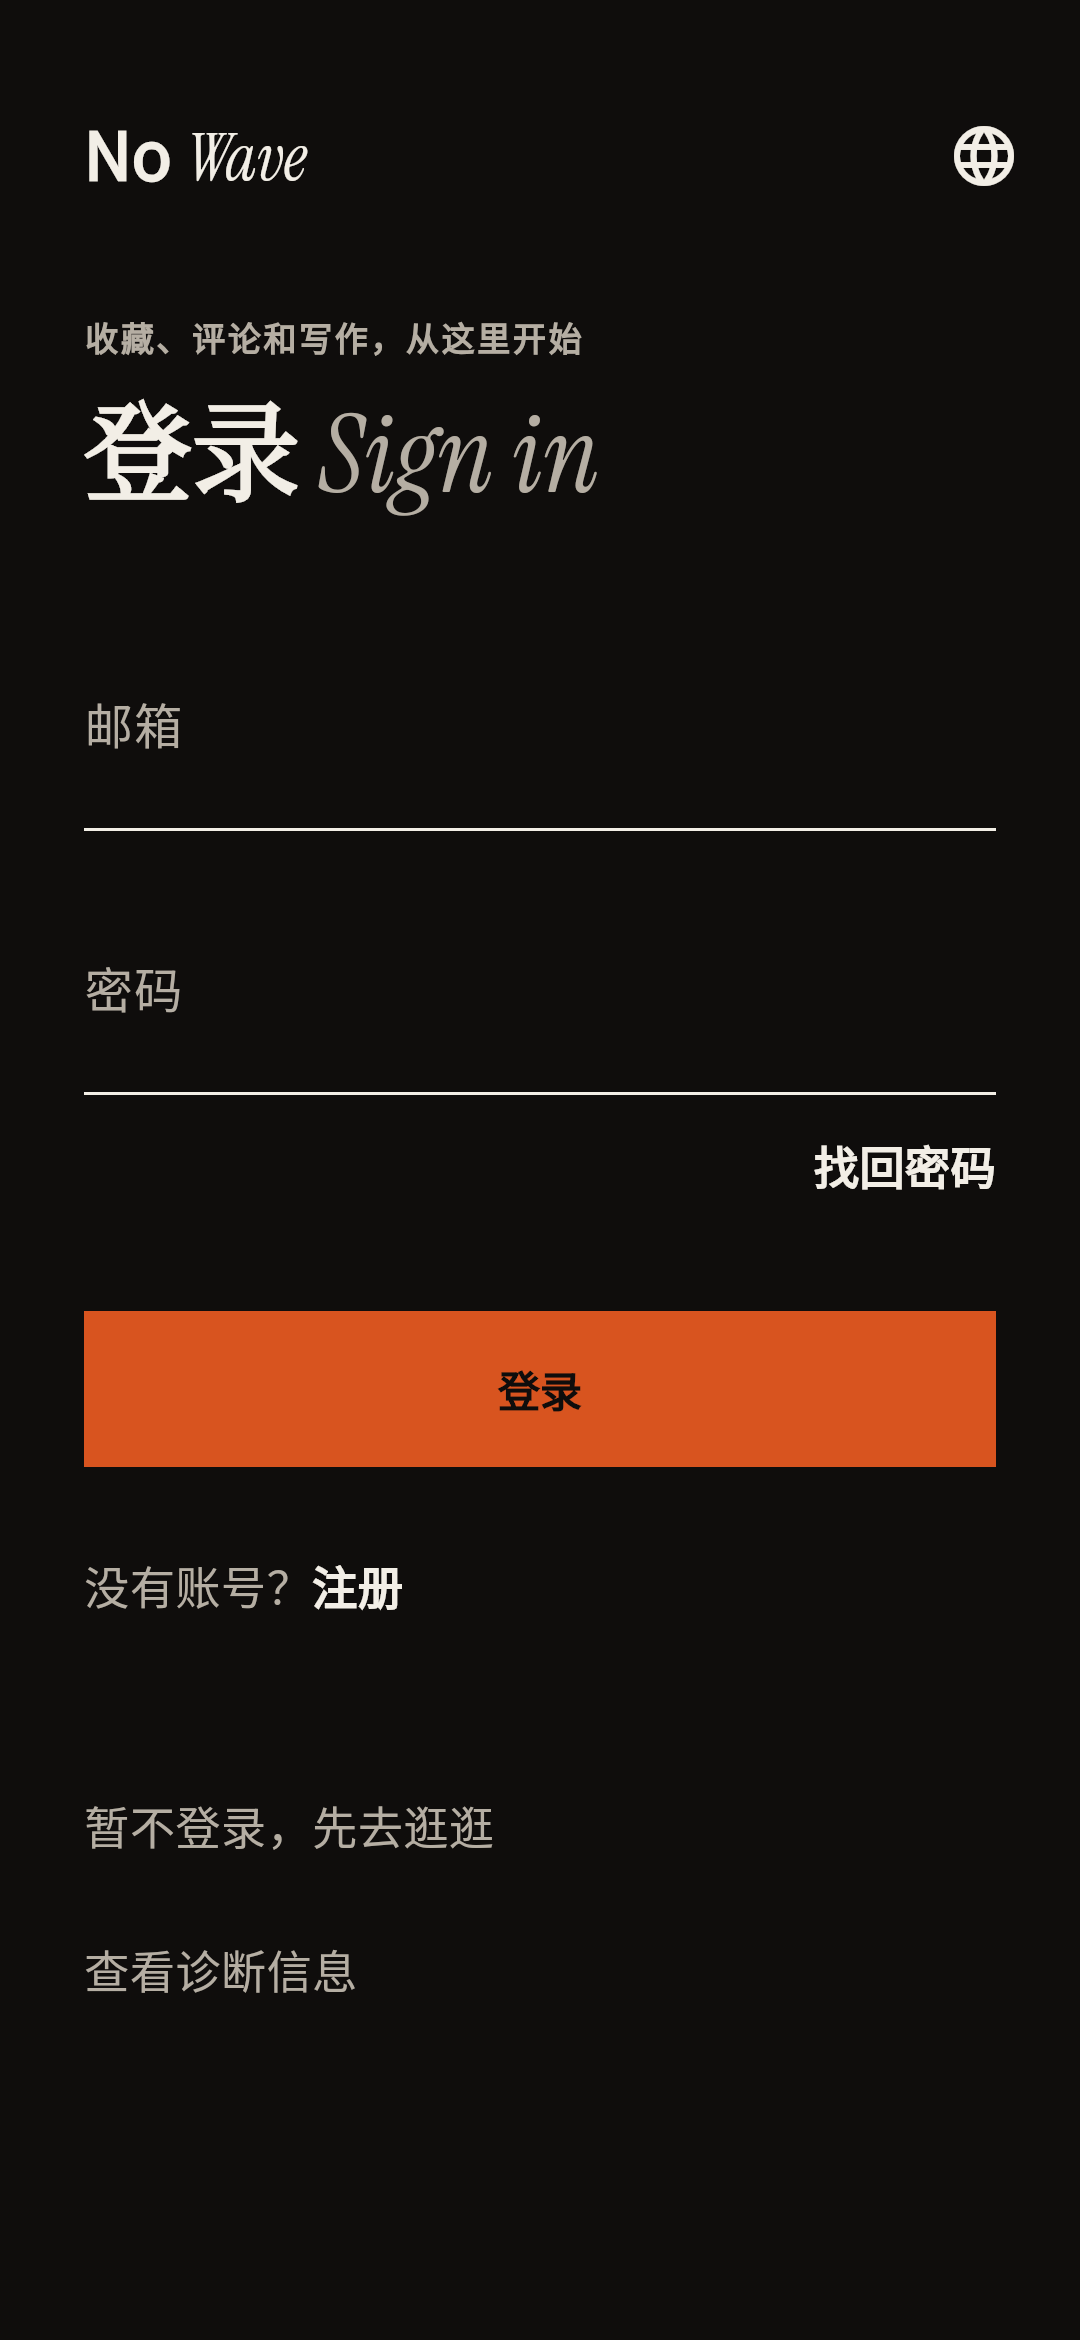 No Wave
收藏、评论和写作，从这里开始
登录 Sign in
邮箱
密码
找回密码
登录
没有账号？注册
暂不登录，先去逛逛
查看诊断信息